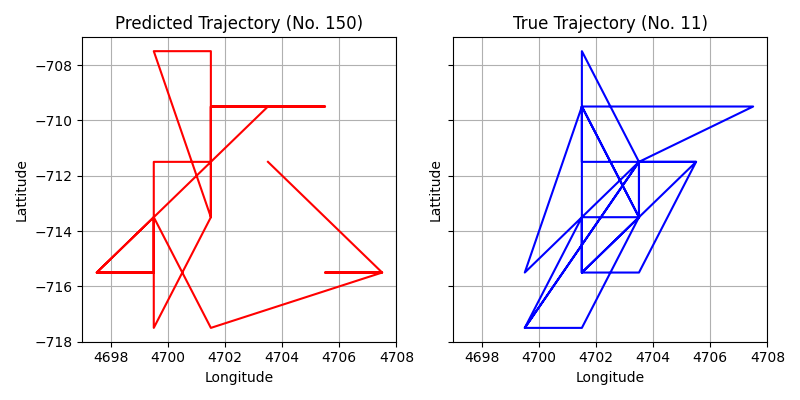 Predicted Trajectory (No. 150)
True Trajectory (No. 11)
Lattitude
−708
−710
−712
−714
−716
−718
4698 4700 4702 4704 4706 4708
Longitude
Lattitude
4698 4700 4702 4704 4706 4708
Longitude